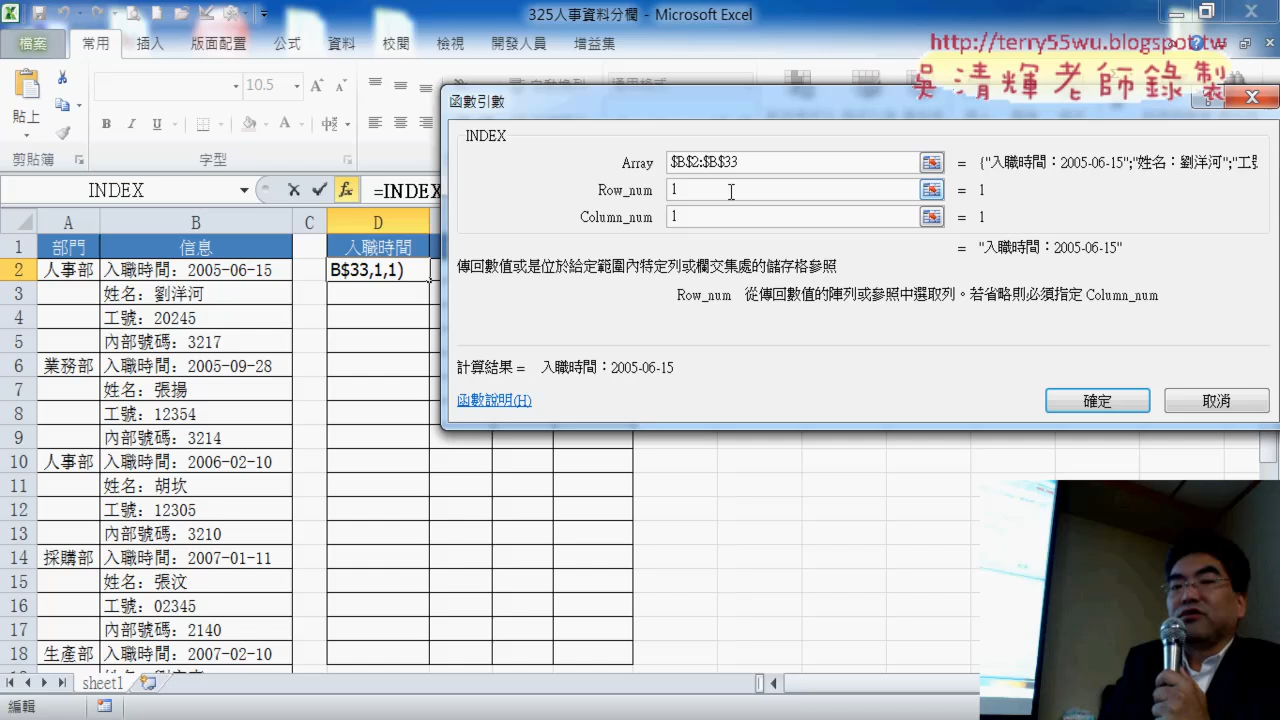 325人事資料分欄 - Microsoft Excel
檔案 常用 插入 版面配置 公式 資料 校閱 檢視 開發人員 增益集
http://terry55wu.blogspot.tw
吳清輝老師錄製
貼上
10.5
B I U
剪貼簿 字型
INDEX =INDEX
函數引數
INDEX
Array $B$2:$B$33 = {"入職時間：2005-06-15";"姓名：劉洋河";"工號
Row_num 1 = 1
Column_num 1 = 1
= "入職時間：2005-06-15"
傳回數值或是位於給定範圍內特定列或欄交集處的儲存格參照
Row_num 從傳回數值的陣列或參照中選取列。若省略則必須指定 Column_num
計算結果 = 入職時間：2005-06-15
函數說明(H) 確定 取消
A B C D
1 部門 信息 入職時間
2 人事部 入職時間: 2005-06-15 B$33,1,1)
3 姓名: 劉洋河
4 工號: 20245
5 內部號碼: 3217
6 業務部 入職時間: 2005-09-28
7 姓名: 張揚
8 工號: 12354
9 內部號碼: 3214
10 人事部 入職時間: 2006-02-10
11 姓名: 胡坎
12 工號: 12305
13 內部號碼: 3210
14 採購部 入職時間: 2007-01-11
15 姓名: 張汶
16 工號: 02345
17 內部號碼: 2140
18 生產部 入職時間: 2007-02-10
sheet1
編輯